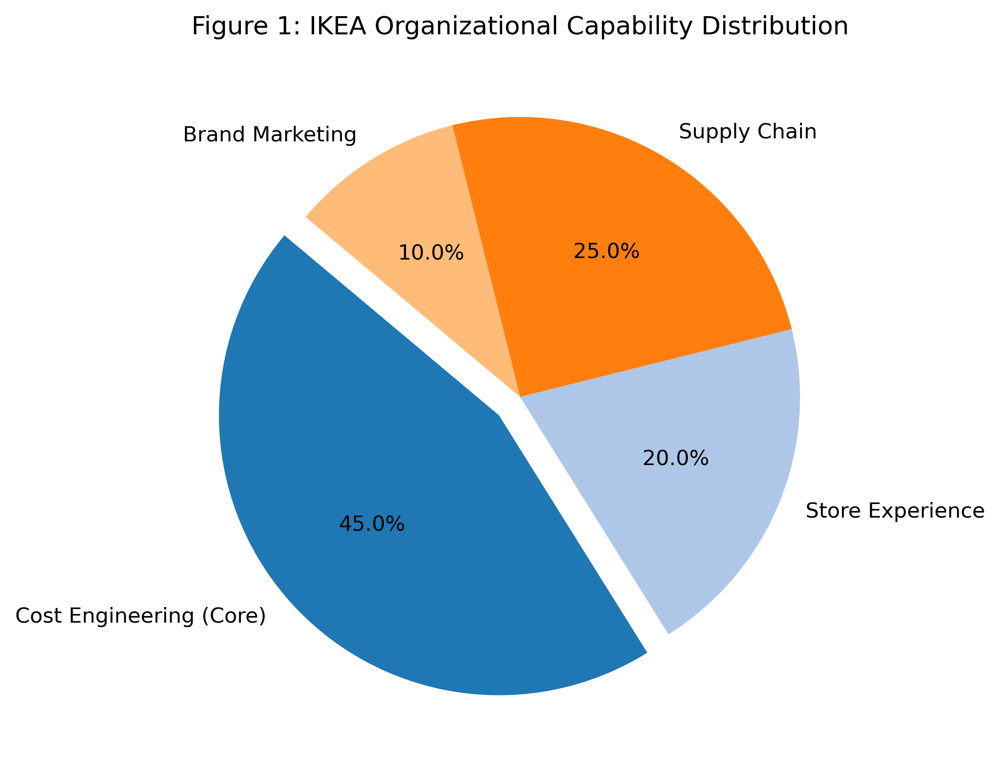 Figure 1: IKEA Organizational Capability Distribution
Brand Marketing
Supply Chain
10.0%
25.0%
20.0%
Store Experience
45.0%
Cost Engineering (Core)